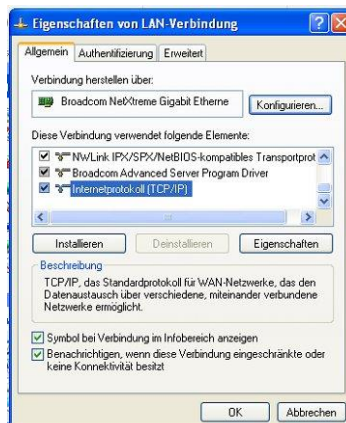 Eigenschaften von LAN-Verbindung
Allgemein Authentifizierung Erweitert
Verbindung herstellen über:
Broadcom NetXtreme Gigabit Etherne
Konfigurieren...
Diese Verbindung verwendet folgende Elemente:
NWLink IPX/SPX/NetBIOS-kompatibles Transportprot
Broadcom Advanced Server Program Driver
Internetprotokoll (TCP/IP)
Installieren Deinstallieren Eigenschaften
Beschreibung
TCP/IP, das Standardprotokoll für WAN-Netzwerke, das den
Datenaustausch über verschiedene, miteinander verbundene
Netzwerke ermöglicht.
Symbol bei Verbindung im Infobereich anzeigen
Benachrichtigen, wenn diese Verbindung eingeschränkte oder
keine Konnektivität besitzt
OK Abbrechen